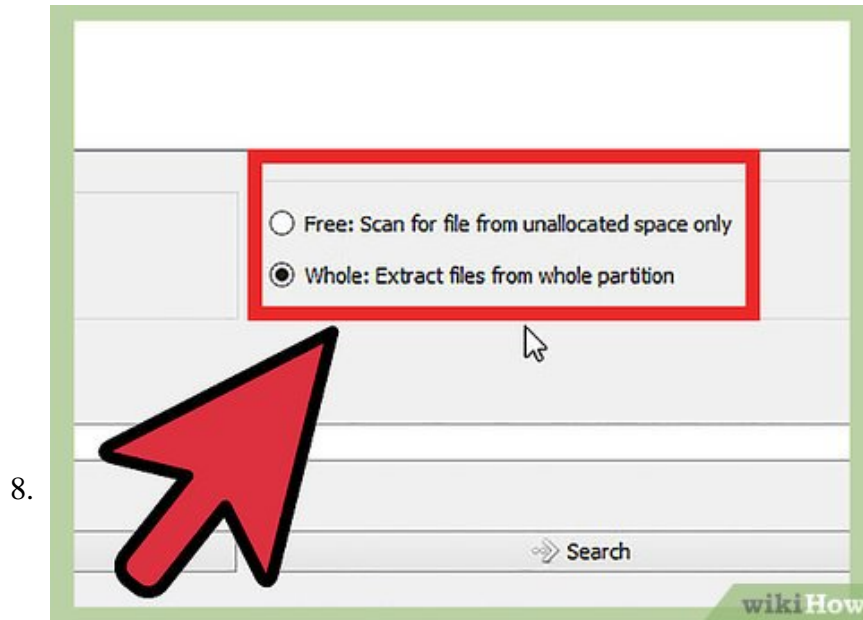 Free: Scan for file from unallocated space only
Whole: Extract files from whole partition
8.
Search
wikiHow